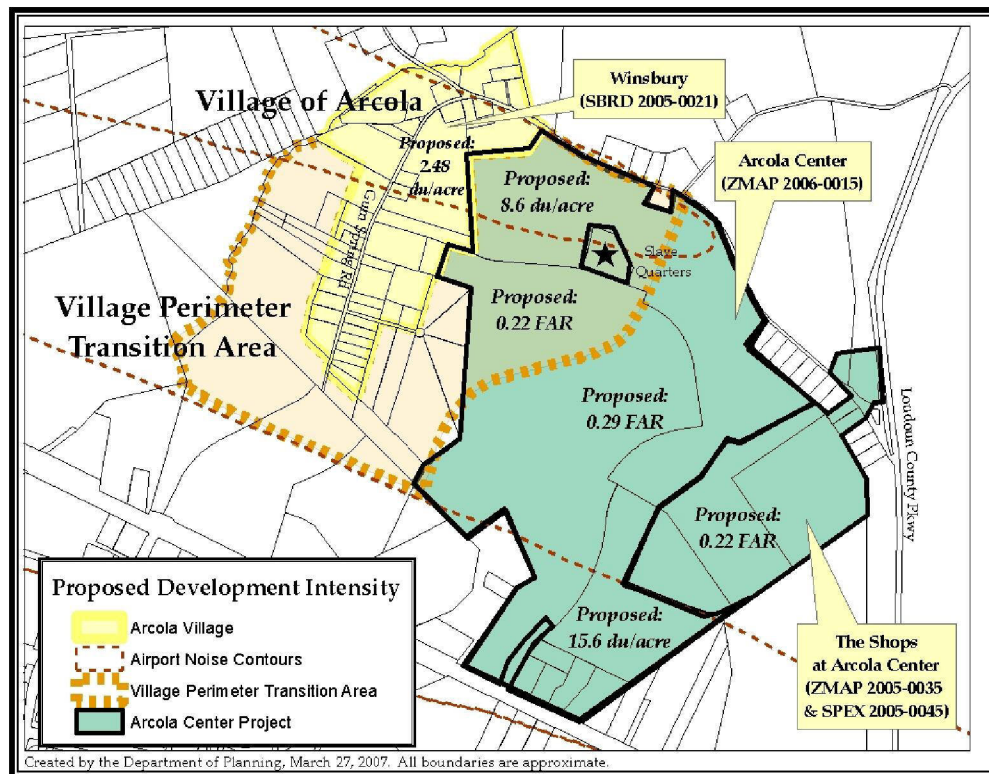 Winsbury
(SBRD 2005-0021)
Village of Arcola
Proposed:
2.48
du/acre
Arcola Center
(ZMAP 2006-0015)
Proposed:
8.6 du/acre
Gum Spring Rd
Slave
Quarters
Village Perimeter
Transition Area
Proposed:
0.22 FAR
Proposed:
0.29 FAR
Loudoun County Pkwy
Proposed:
0.22 FAR
Proposed:
15.6 du/acre
The Shops
at Arcola Center
(ZMAP 2005-0035
& SPEX 2005-0045)
Proposed Development Intensity
Arcola Village
Airport Noise Contours
Village Perimeter Transition Area
Arcola Center Project
Created by the Department of Planning, March 27, 2007. All boundaries are approximate.